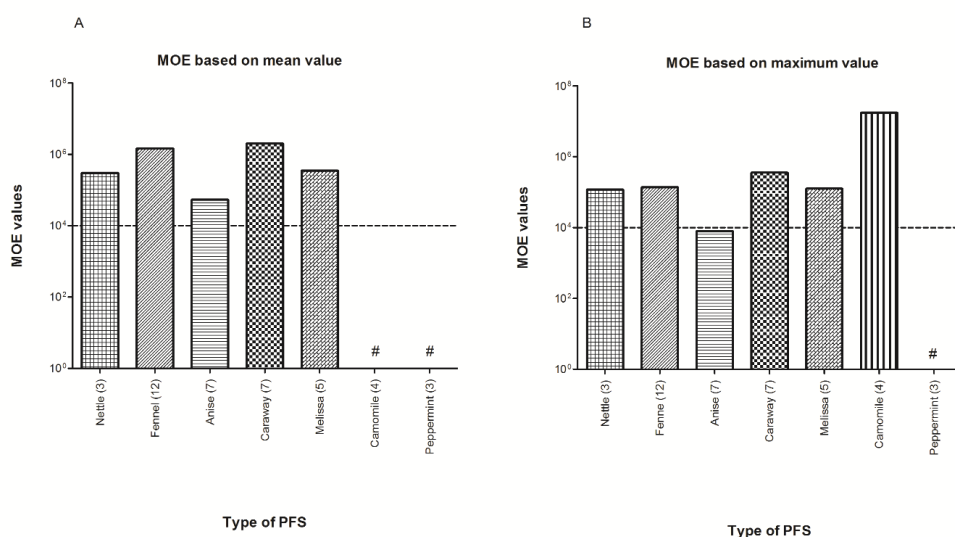 A
MOE based on mean value
MOE values
10^8
10^6
10^4
10^2
10^0
#
#
Nettle (3)
Fennel (12)
Anise (7)
Caraway (7)
Melissa (5)
Camomile (4)
Peppermint (3)
Type of PFS
B
MOE based on maximum value
MOE values
10^8
10^6
10^4
10^2
10^0
#
Nettle (3)
Fenne (12)
Anise (7)
Caraway (7)
Melissa (5)
Camomile (4)
Peppermint (3)
Type of PFS